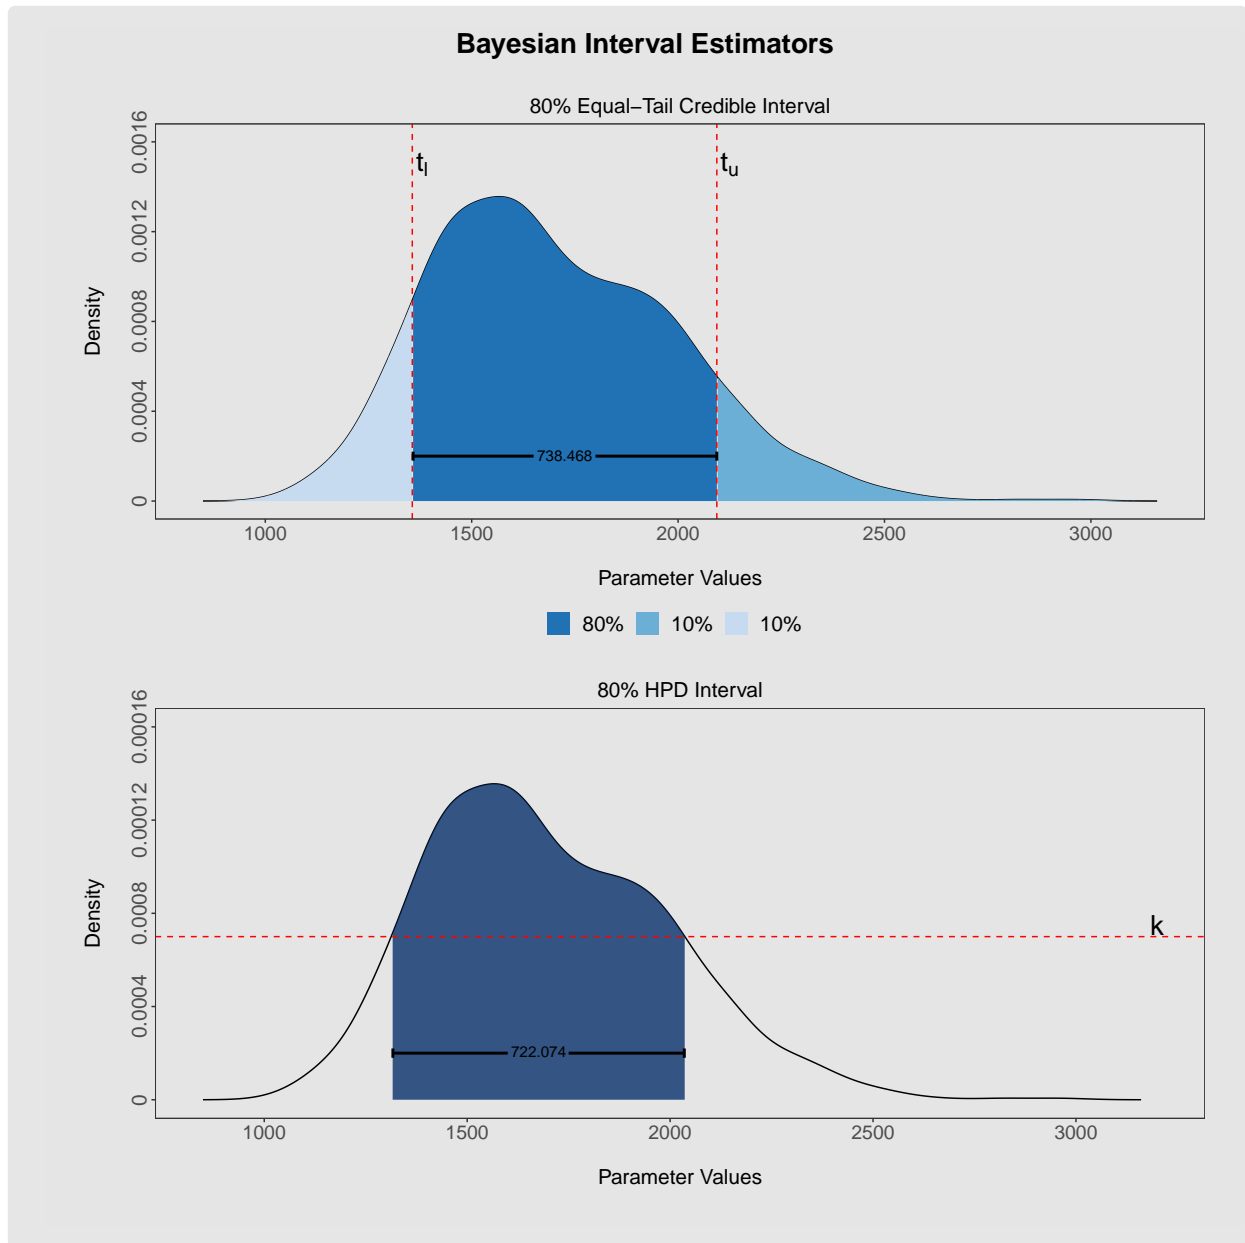 Bayesian Interval Estimators
80% Equal−Tail Credible Interval
0.0016
0.0012
0.0008
0.0004
0
Density
tl
tu
738.468
1000 1500 2000 2500 3000
Parameter Values
80% 10% 10%
80% HPD Interval
0.00016
0.00012
0.0008
0.0004
0
Density
k
722.074
1000 1500 2000 2500 3000
Parameter Values